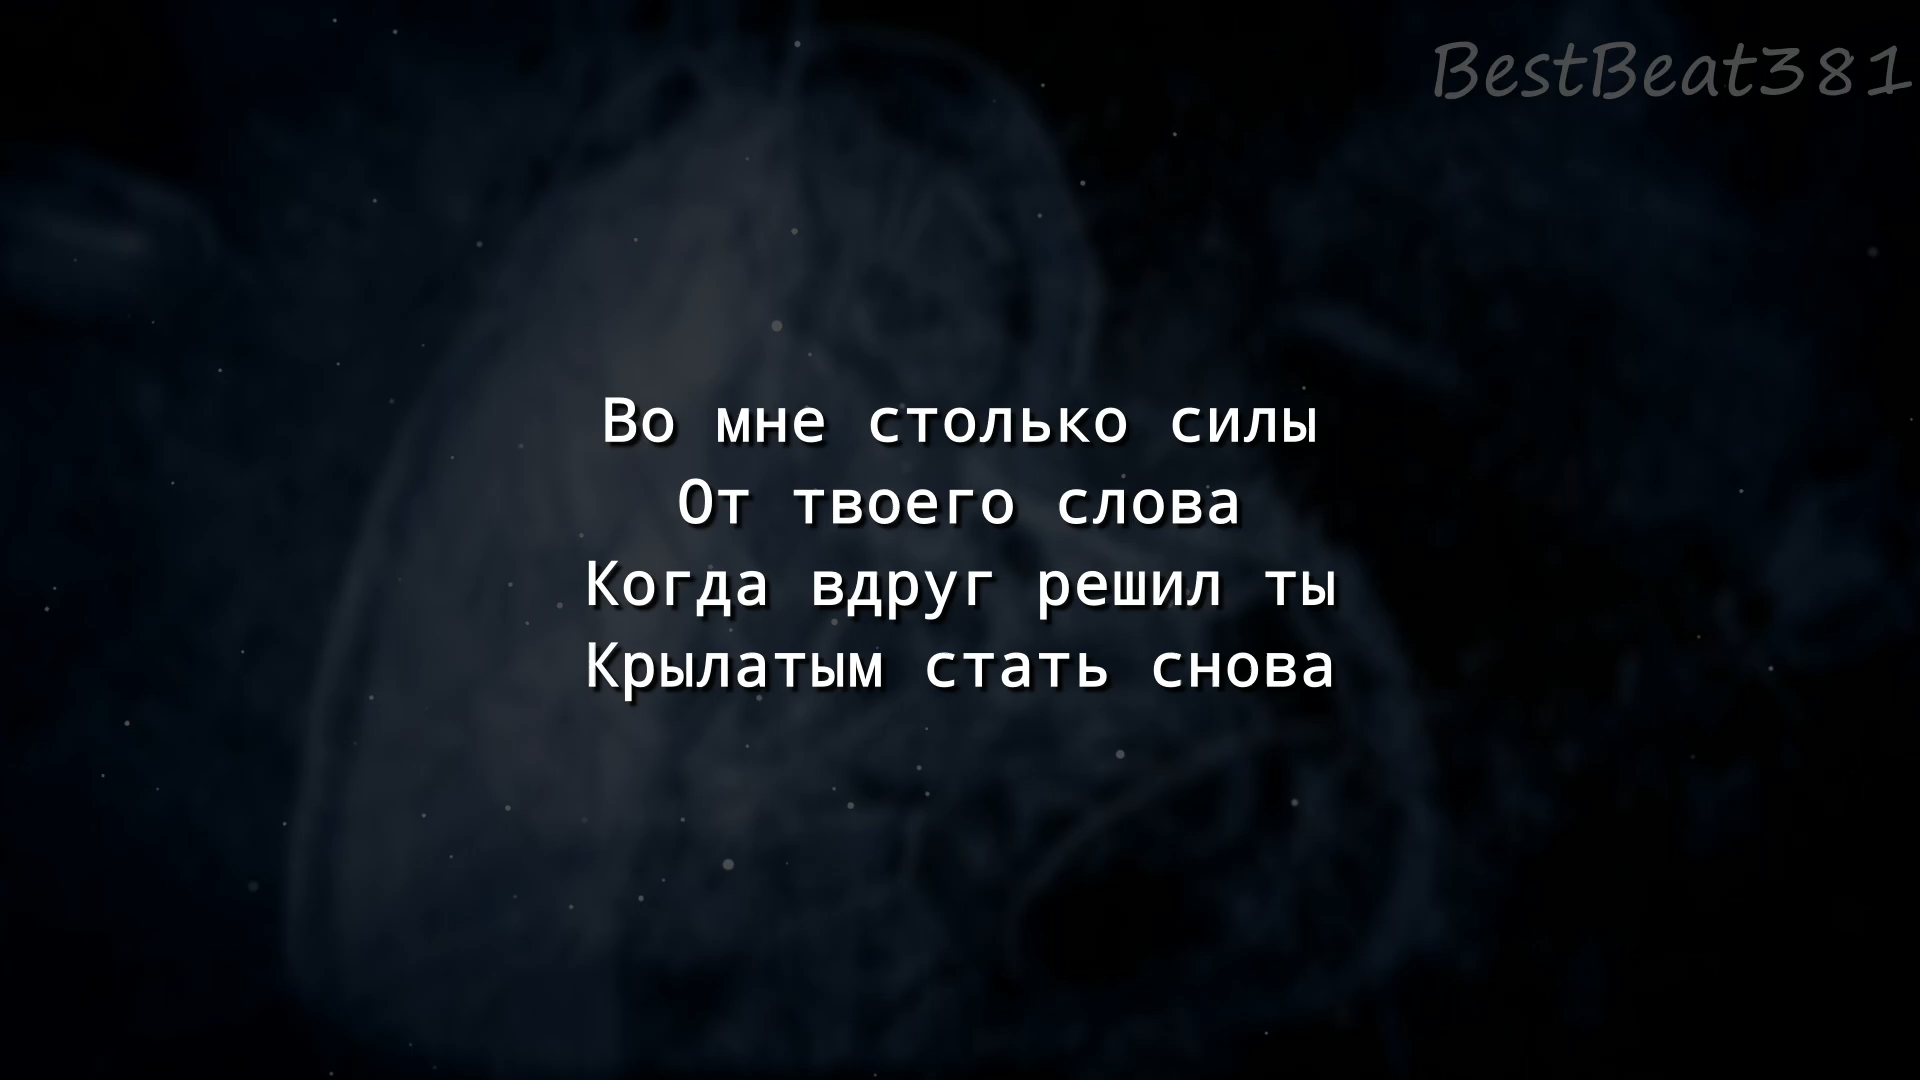 BestBeat381
Во мне столько силы
От твоего слова
Когда вдруг решил ты
Крылатым стать снова